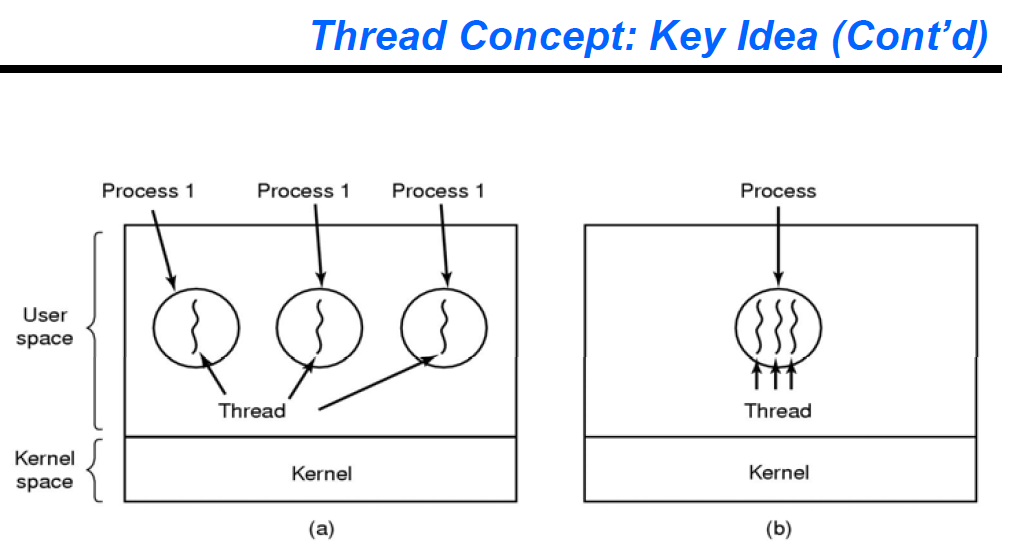 Thread Concept: Key Idea (Cont’d)
Process 1 Process 1 Process 1
User
space
Thread
Kernel
space
Kernel
(a)
Process
Thread
Kernel
(b)